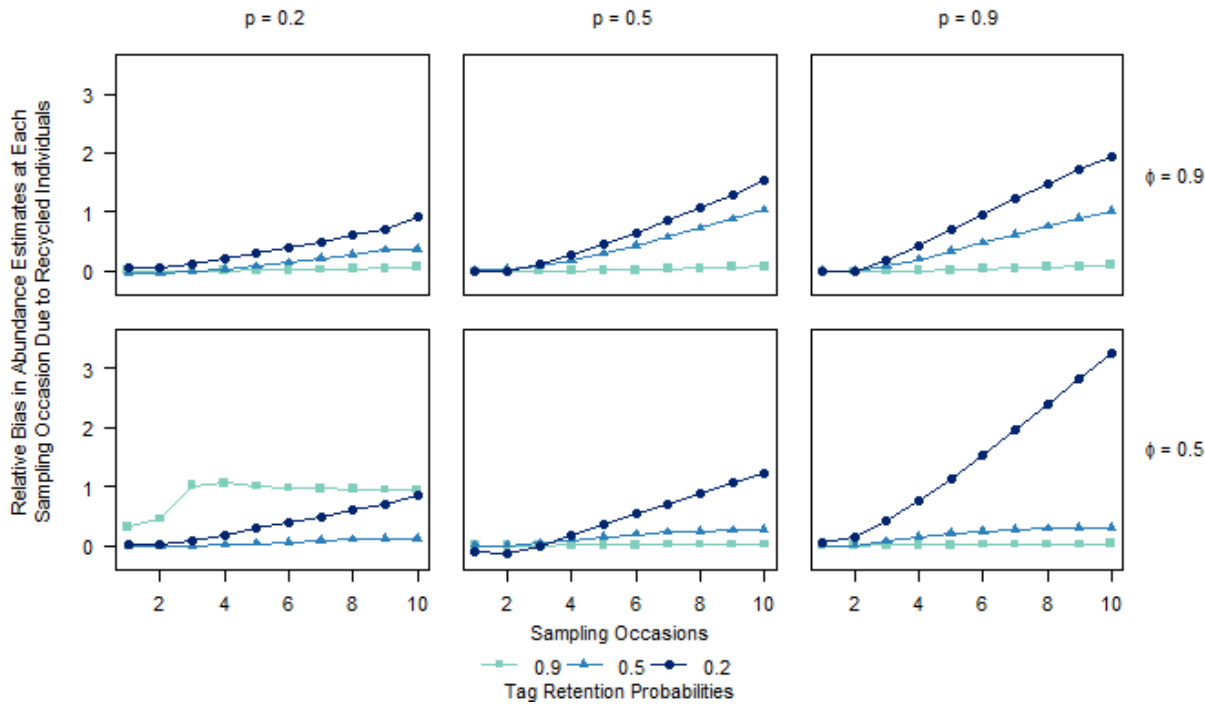 p = 0.2
p = 0.5
p = 0.9
Relative Bias in Abundance Estimates at Each
Sampling Occasion Due to Recycled Individuals
3
2
1
0
ϕ = 0.9
3
2
1
0
ϕ = 0.5
2 4 6 8 10
2 4 6 8 10
2 4 6 8 10
Sampling Occasions
0.9 0.5 0.2
Tag Retention Probabilities